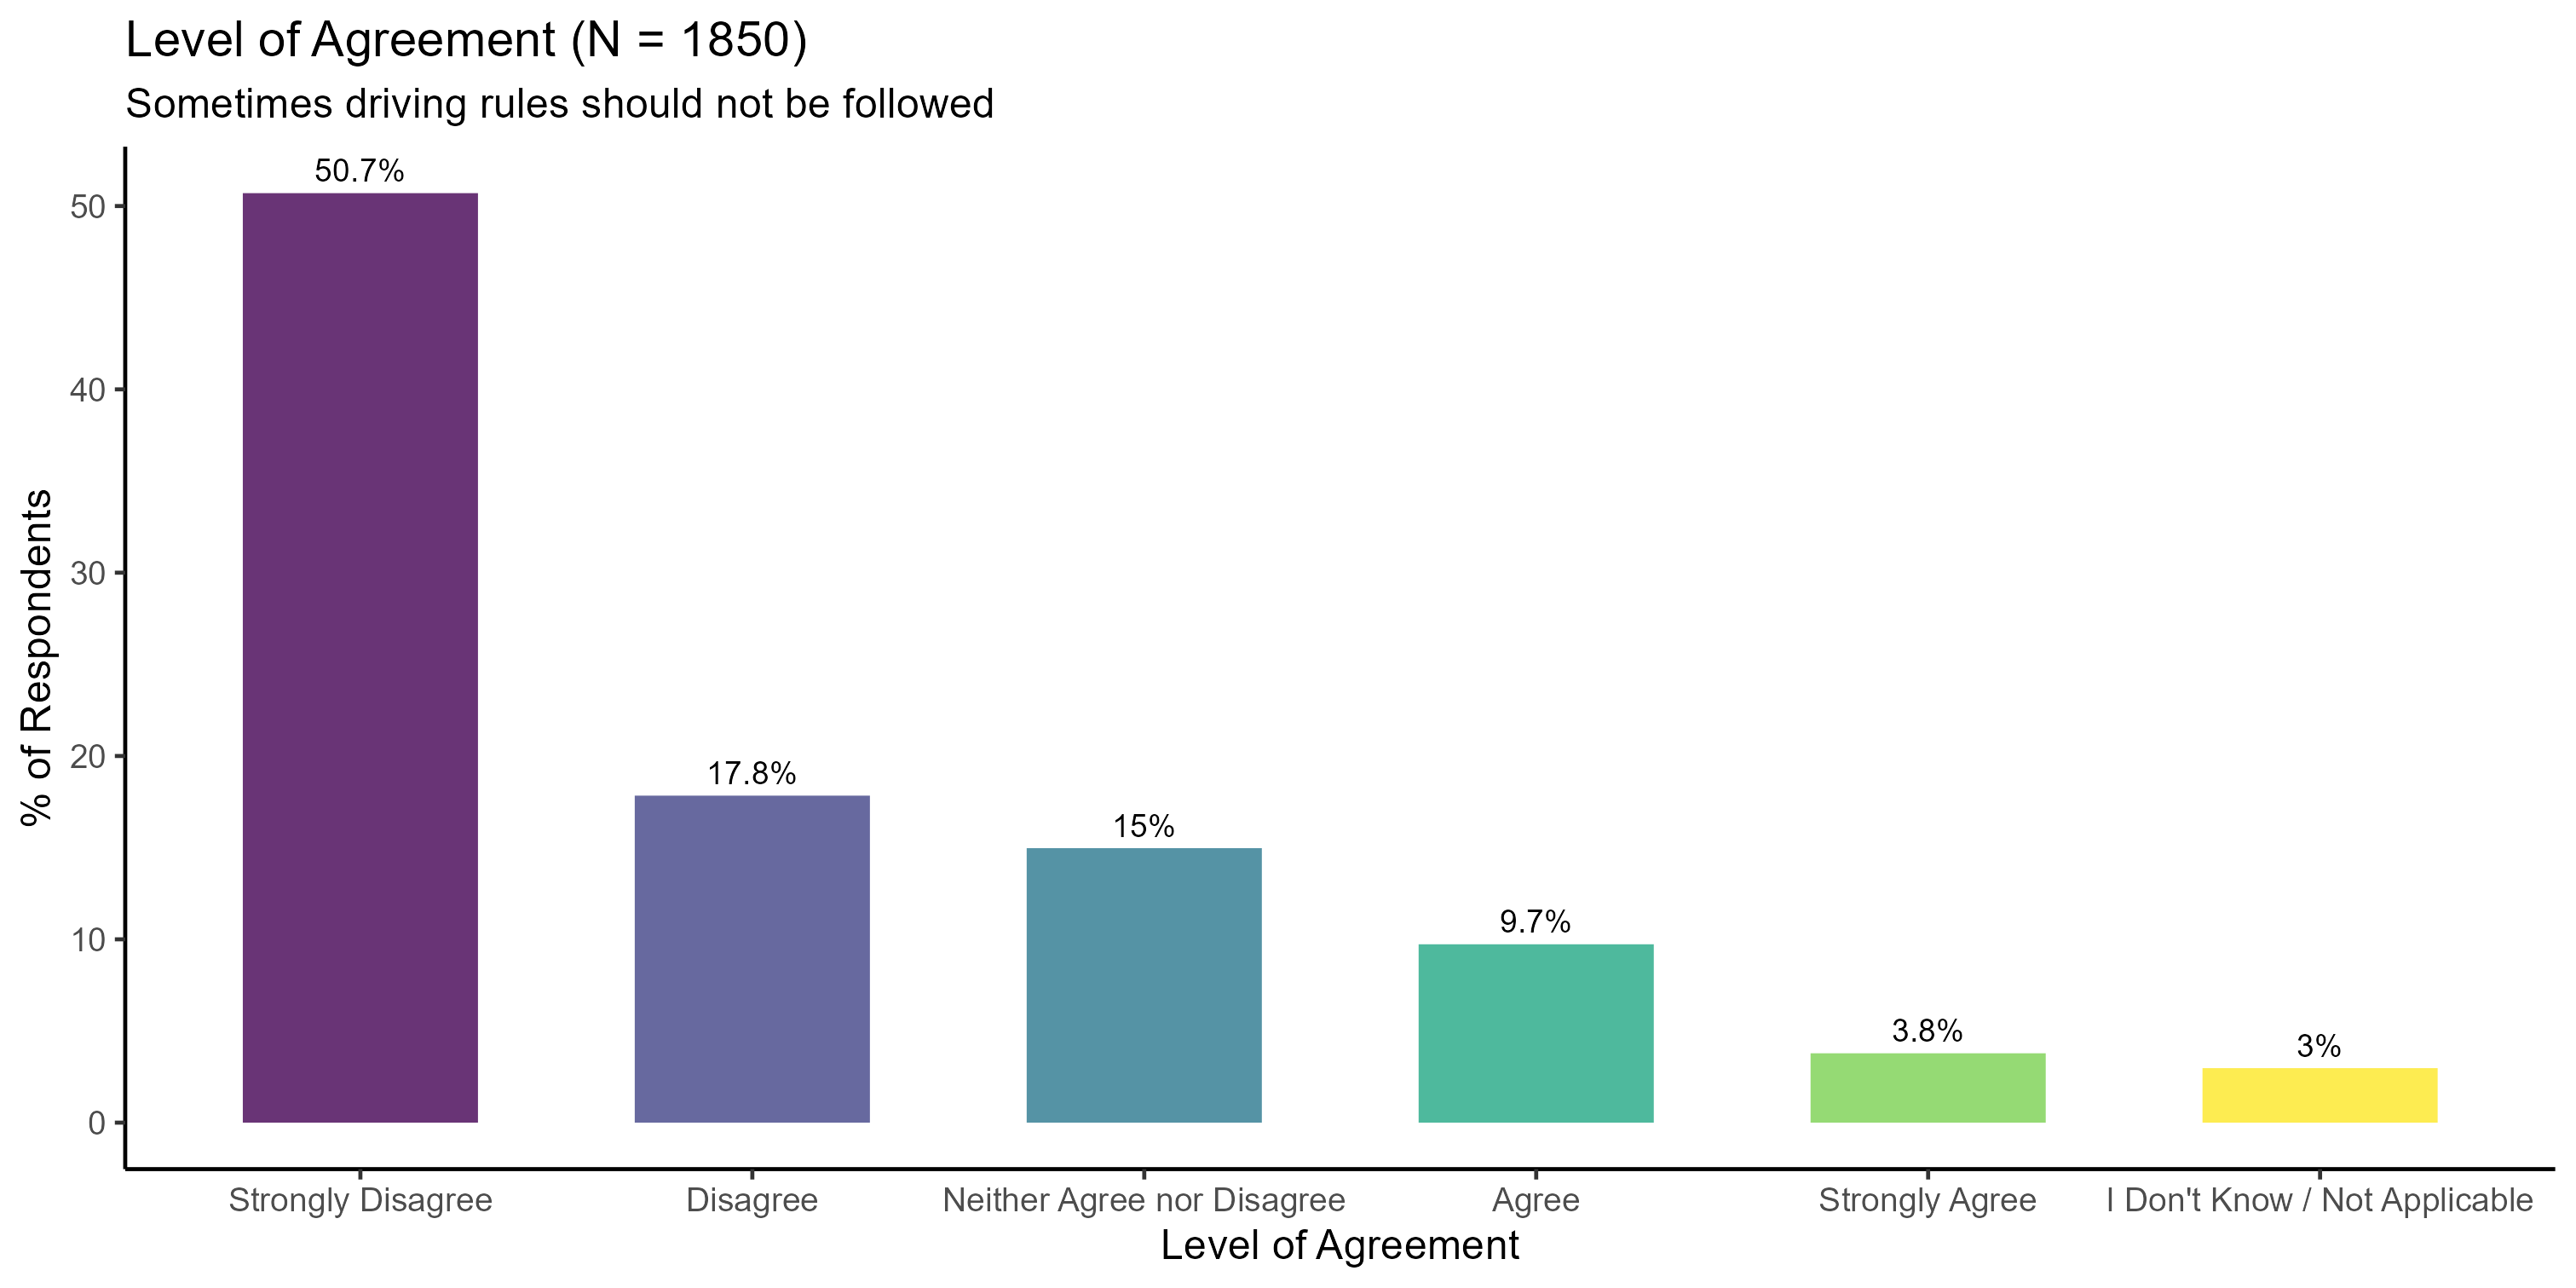 Level of Agreement (N = 1850)
Sometimes driving rules should not be followed
% of Respondents
50
40
30
20
10
0
50.7%
17.8%
15%
9.7%
3.8%
3%
Strongly Disagree
Disagree
Neither Agree nor Disagree
Agree
Strongly Agree
I Don't Know / Not Applicable
Level of Agreement